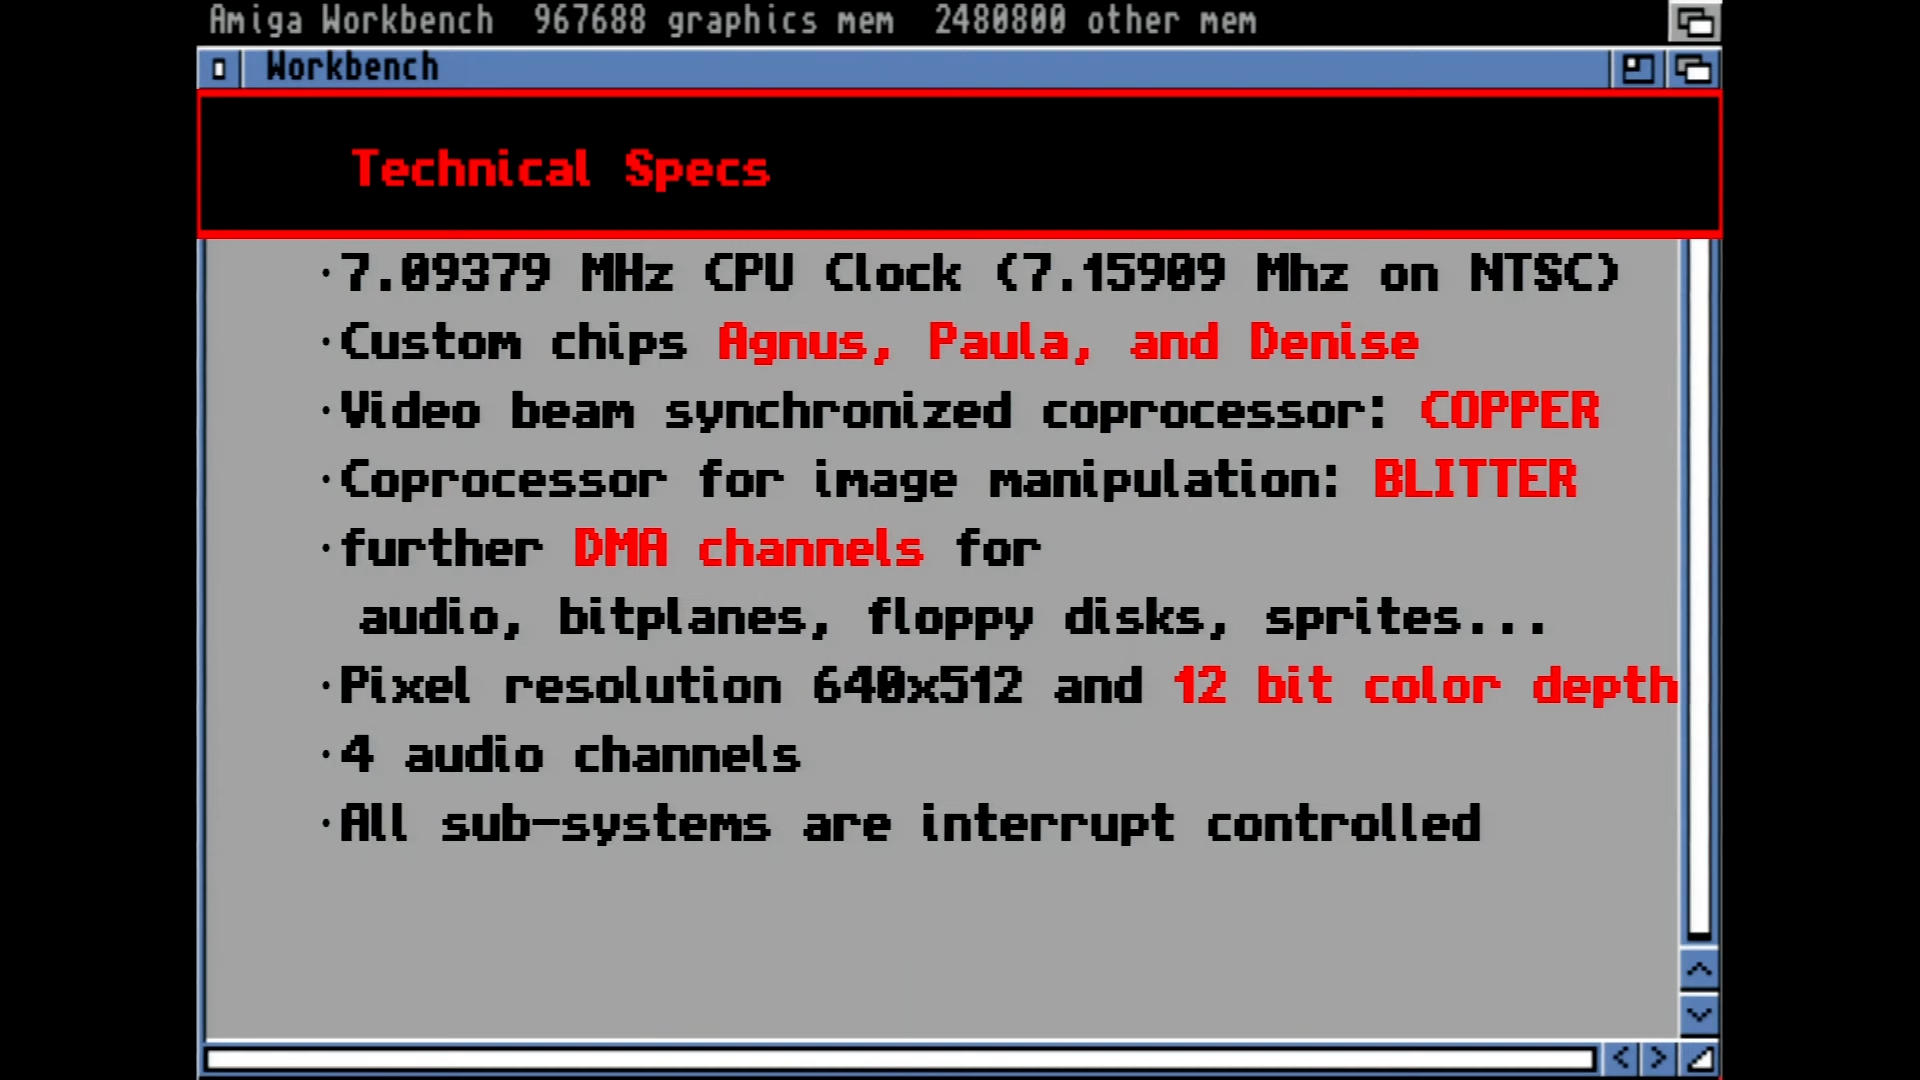 Amiga Workbench 967688 graphics mem 2480800 other mem
Workbench
Technical Specs
·7.09379 MHz CPU Clock (7.15909 Mhz on NTSC)
·Custom chips Agnus, Paula, and Denise
·Video beam synchronized coprocessor: COPPER
·Coprocessor for image manipulation: BLITTER
·further DMA channels for
audio, bitplanes, floppy disks, sprites...
·Pixel resolution 640x512 and 12 bit color depth
·4 audio channels
·All sub-systems are interrupt controlled